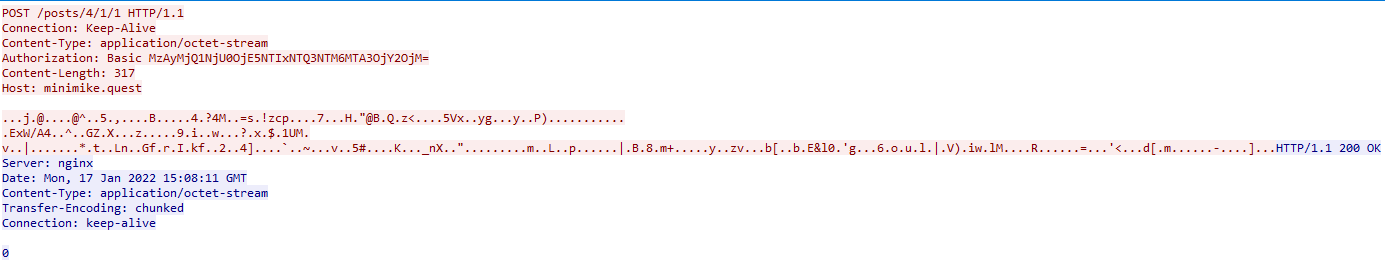 POST /posts/4/1/1 HTTP/1.1
Connection: Keep-Alive
Content-Type: application/octet-stream
Authorization: Basic MzAyMjQ1NjU0OjE5NTIxNTQ3NTM6MTA3OjY2OjM=
Content-Length: 317
Host: minimike.quest
...j.@....@^..5.,....B.....4.?4M..=s.!zcp....7...H."@B.Q.z<....5Vx..yg...y..P)...........
.ExW/A4..^..GZ.X...z.....9.i..w...?.x.$.1UM.
v..|.......*.t..Ln..Gf.r.I.kf..2..4]....`..~...v..5#....K..._nX..".........m..L..p......|.B.8.m+.....y..zv...b[..b.E&l0.'g...6.o.u.l.|.V).iw.lM....R......=...'<...d[.m......-....]...HTTP/1.1 200 OK
Server: nginx
Date: Mon, 17 Jan 2022 15:08:11 GMT
Content-Type: application/octet-stream
Transfer-Encoding: chunked
Connection: keep-alive
0